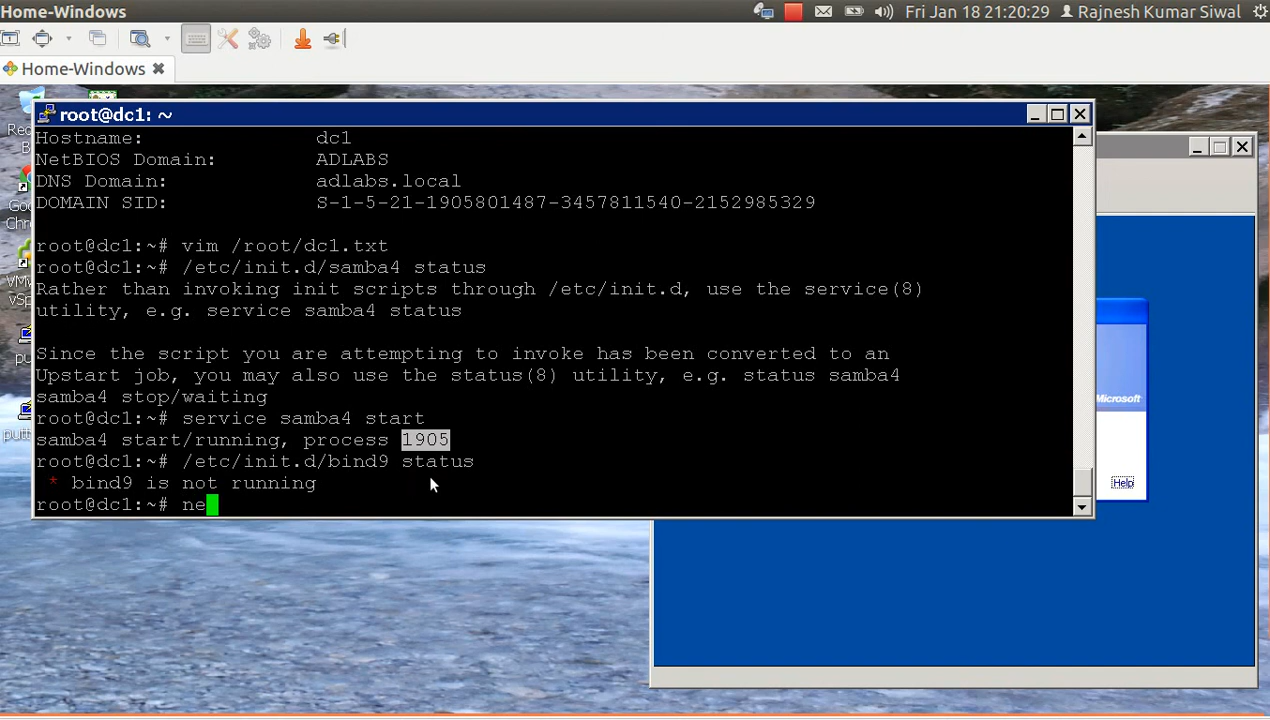 Home-Windows
Fri Jan 18 21:20:29
Rajnesh Kumar Siwal
Home-Windows
root@dc1: ~
Hostname: dc1
NetBIOS Domain: ADLABS
DNS Domain: adlabs.local
DOMAIN SID: S-1-5-21-1905801487-3457811540-2152985329
root@dc1:~# vim /root/dc1.txt
root@dc1:~# /etc/init.d/samba4 status
Rather than invoking init scripts through /etc/init.d, use the service(8)
utility, e.g. service samba4 status
Since the script you are attempting to invoke has been converted to an
Upstart job, you may also use the status(8) utility, e.g. status samba4
samba4 stop/waiting
root@dc1:~# service samba4 start
samba4 start/running, process 1905
root@dc1:~# /etc/init.d/bind9 status
* bind9 is not running
root@dc1:~# ne
Microsoft
Help